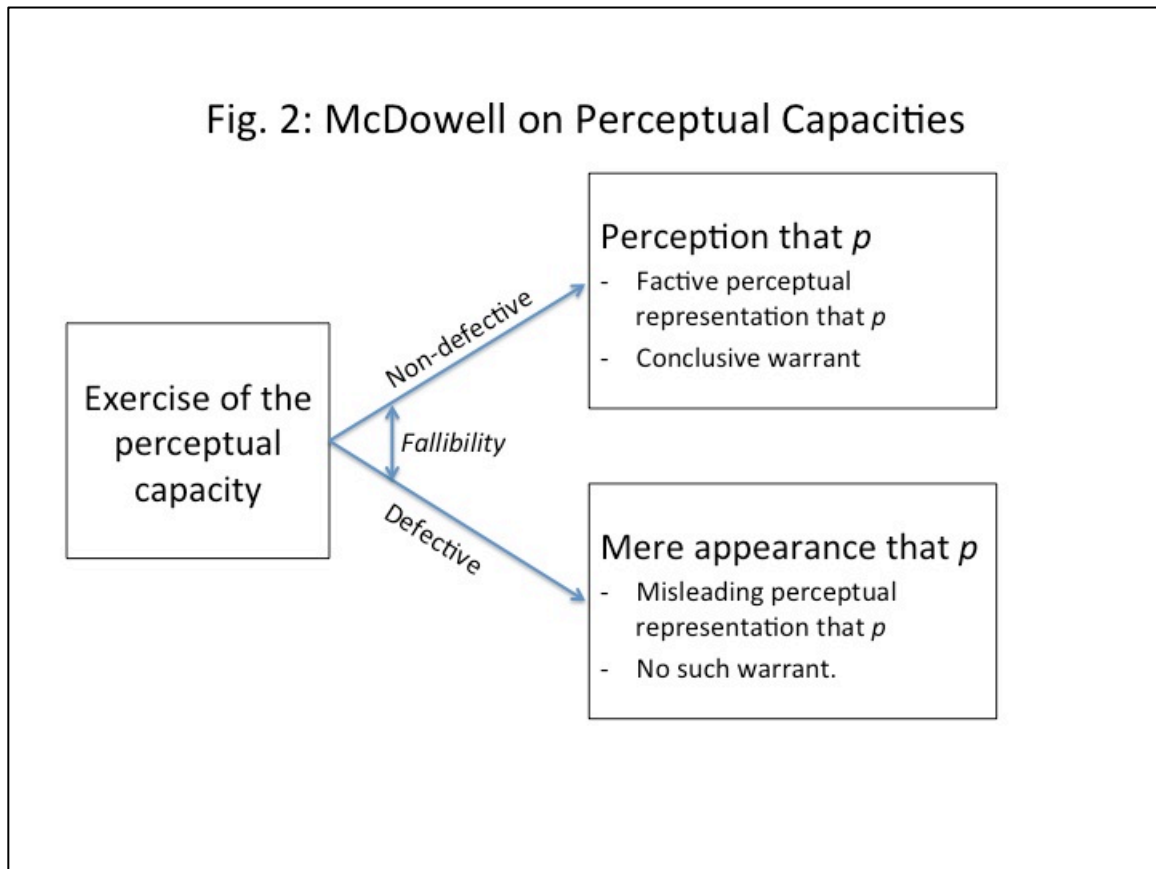 Fig. 2: McDowell on Perceptual Capacities
Exercise of the
perceptual
capacity
Non-defective
Fallibility
Defective
Perception that p
- Factive perceptual
representation that p
- Conclusive warrant
Mere appearance that p
- Misleading perceptual
representation that p
- No such warrant.